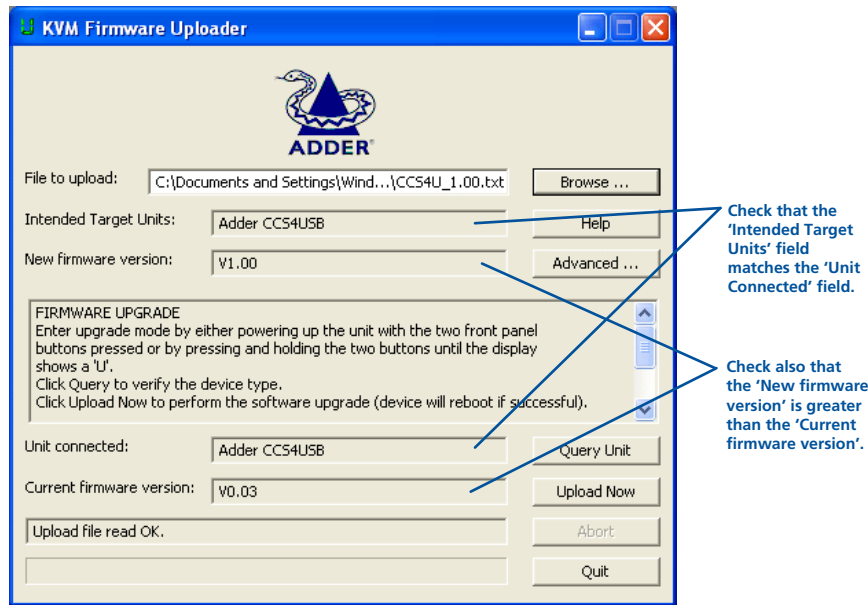 KVM Firmware Uploader
ADDER®
File to upload: C:\Documents and Settings\Wind...\CCS4U_1.00.txt Browse ...
Intended Target Units: Adder CCS4USB Help
New firmware version: V1.00 Advanced ...
FIRMWARE UPGRADE
Enter upgrade mode by either powering up the unit with the two front panel
buttons pressed or by pressing and holding the two buttons until the display
shows a 'U'.
Click Query to verify the device type.
Click Upload Now to perform the software upgrade (device will reboot if successful).
Unit connected: Adder CCS4USB Query Unit
Current firmware version: V0.03 Upload Now
Upload file read OK. Abort
Quit
Check that the
‘Intended Target
Units’ field
matches the ‘Unit
Connected’ field.
Check also that
the ‘New firmware
version’ is greater
than the ‘Current
firmware version’.